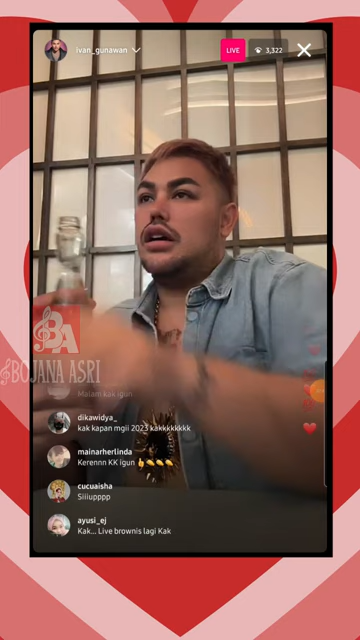 ivan_gunawan
LIVE
3,322
BA
BOJANA ASRI
Malam kak igun
dikawidya_
kak kapan mgii 2023 kakkkkkkkk
mainarherlinda
Kerennn KK igun 👍👏👏👏
cucuaisha
Siiiupppp
ayusi_ej
Kak... Live brownis lagi Kak